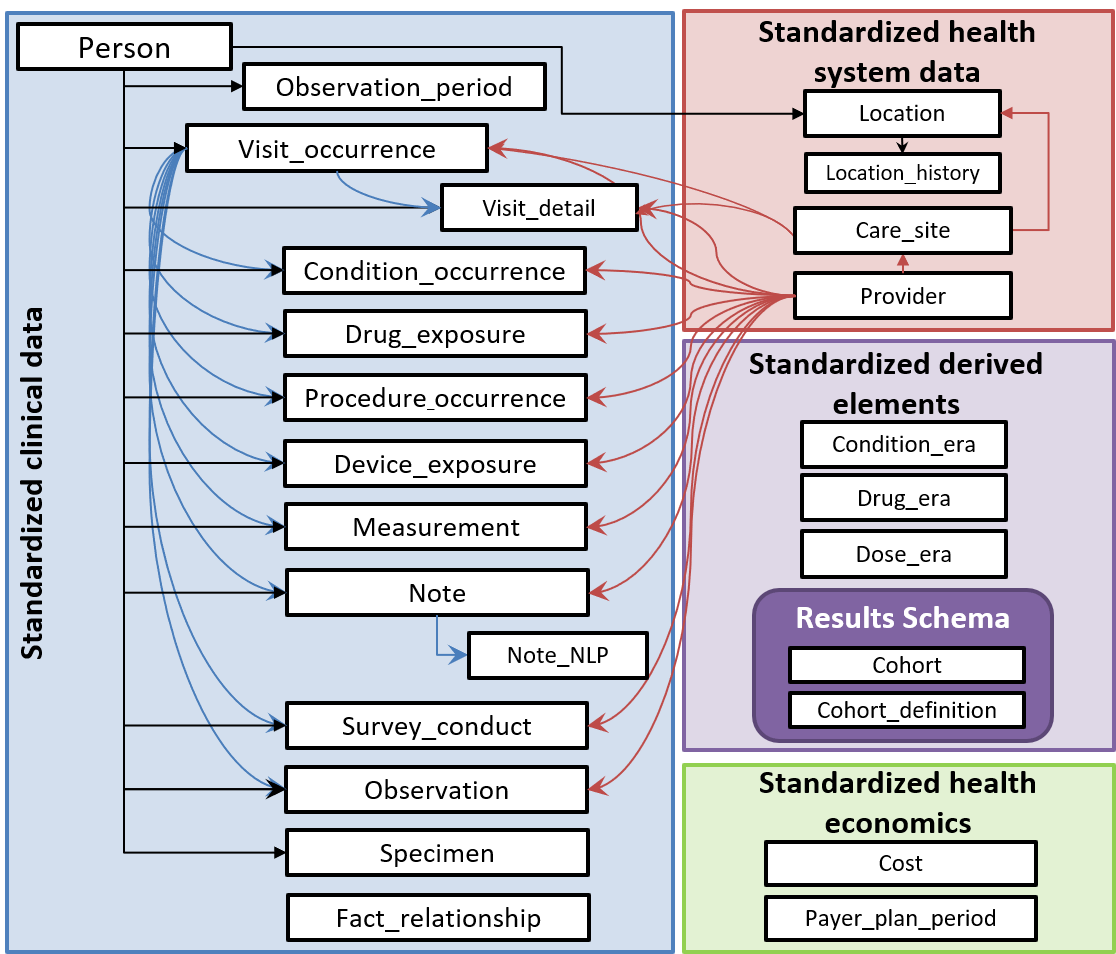 Standardized clinical data
Person
Observation_period
Visit_occurrence
Visit_detail
Condition_occurrence
Drug_exposure
Procedure_occurrence
Device_exposure
Measurement
Note
Note_NLP
Survey_conduct
Observation
Specimen
Fact_relationship
Standardized health
system data
Location
Location_history
Care_site
Provider
Standardized derived
elements
Condition_era
Drug_era
Dose_era
Results Schema
Cohort
Cohort_definition
Standardized health
economics
Cost
Payer_plan_period